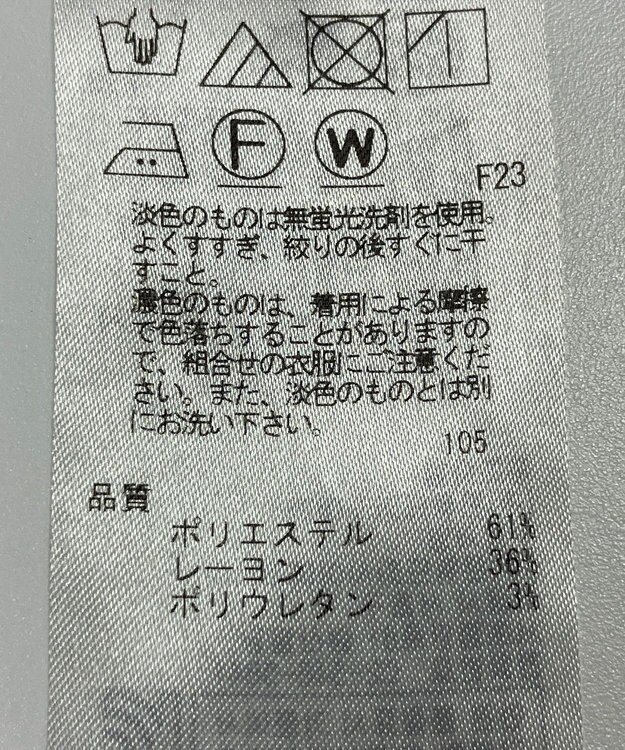 F W
F23
淡色のものは無蛍光洗剤を使用。
よくすすぎ、絞りの後すぐに干
すこと。
濃色のものは、着用による摩擦
で色落ちすることがありますの
で、組合せの衣服にご注意くだ
さい。また、淡色のものとは別
にお洗い下さい。
105
品質
ポリエステル 61%
レーヨン 36%
ポリウレタン 3%